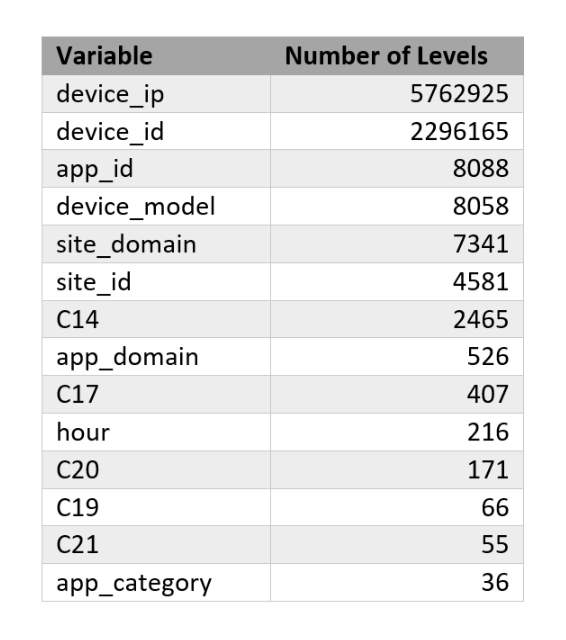 Variable Number of Levels
device_ip 5762925
device_id 2296165
app_id 8088
device_model 8058
site_domain 7341
site_id 4581
C14 2465
app_domain 526
C17 407
hour 216
C20 171
C19 66
C21 55
app_category 36